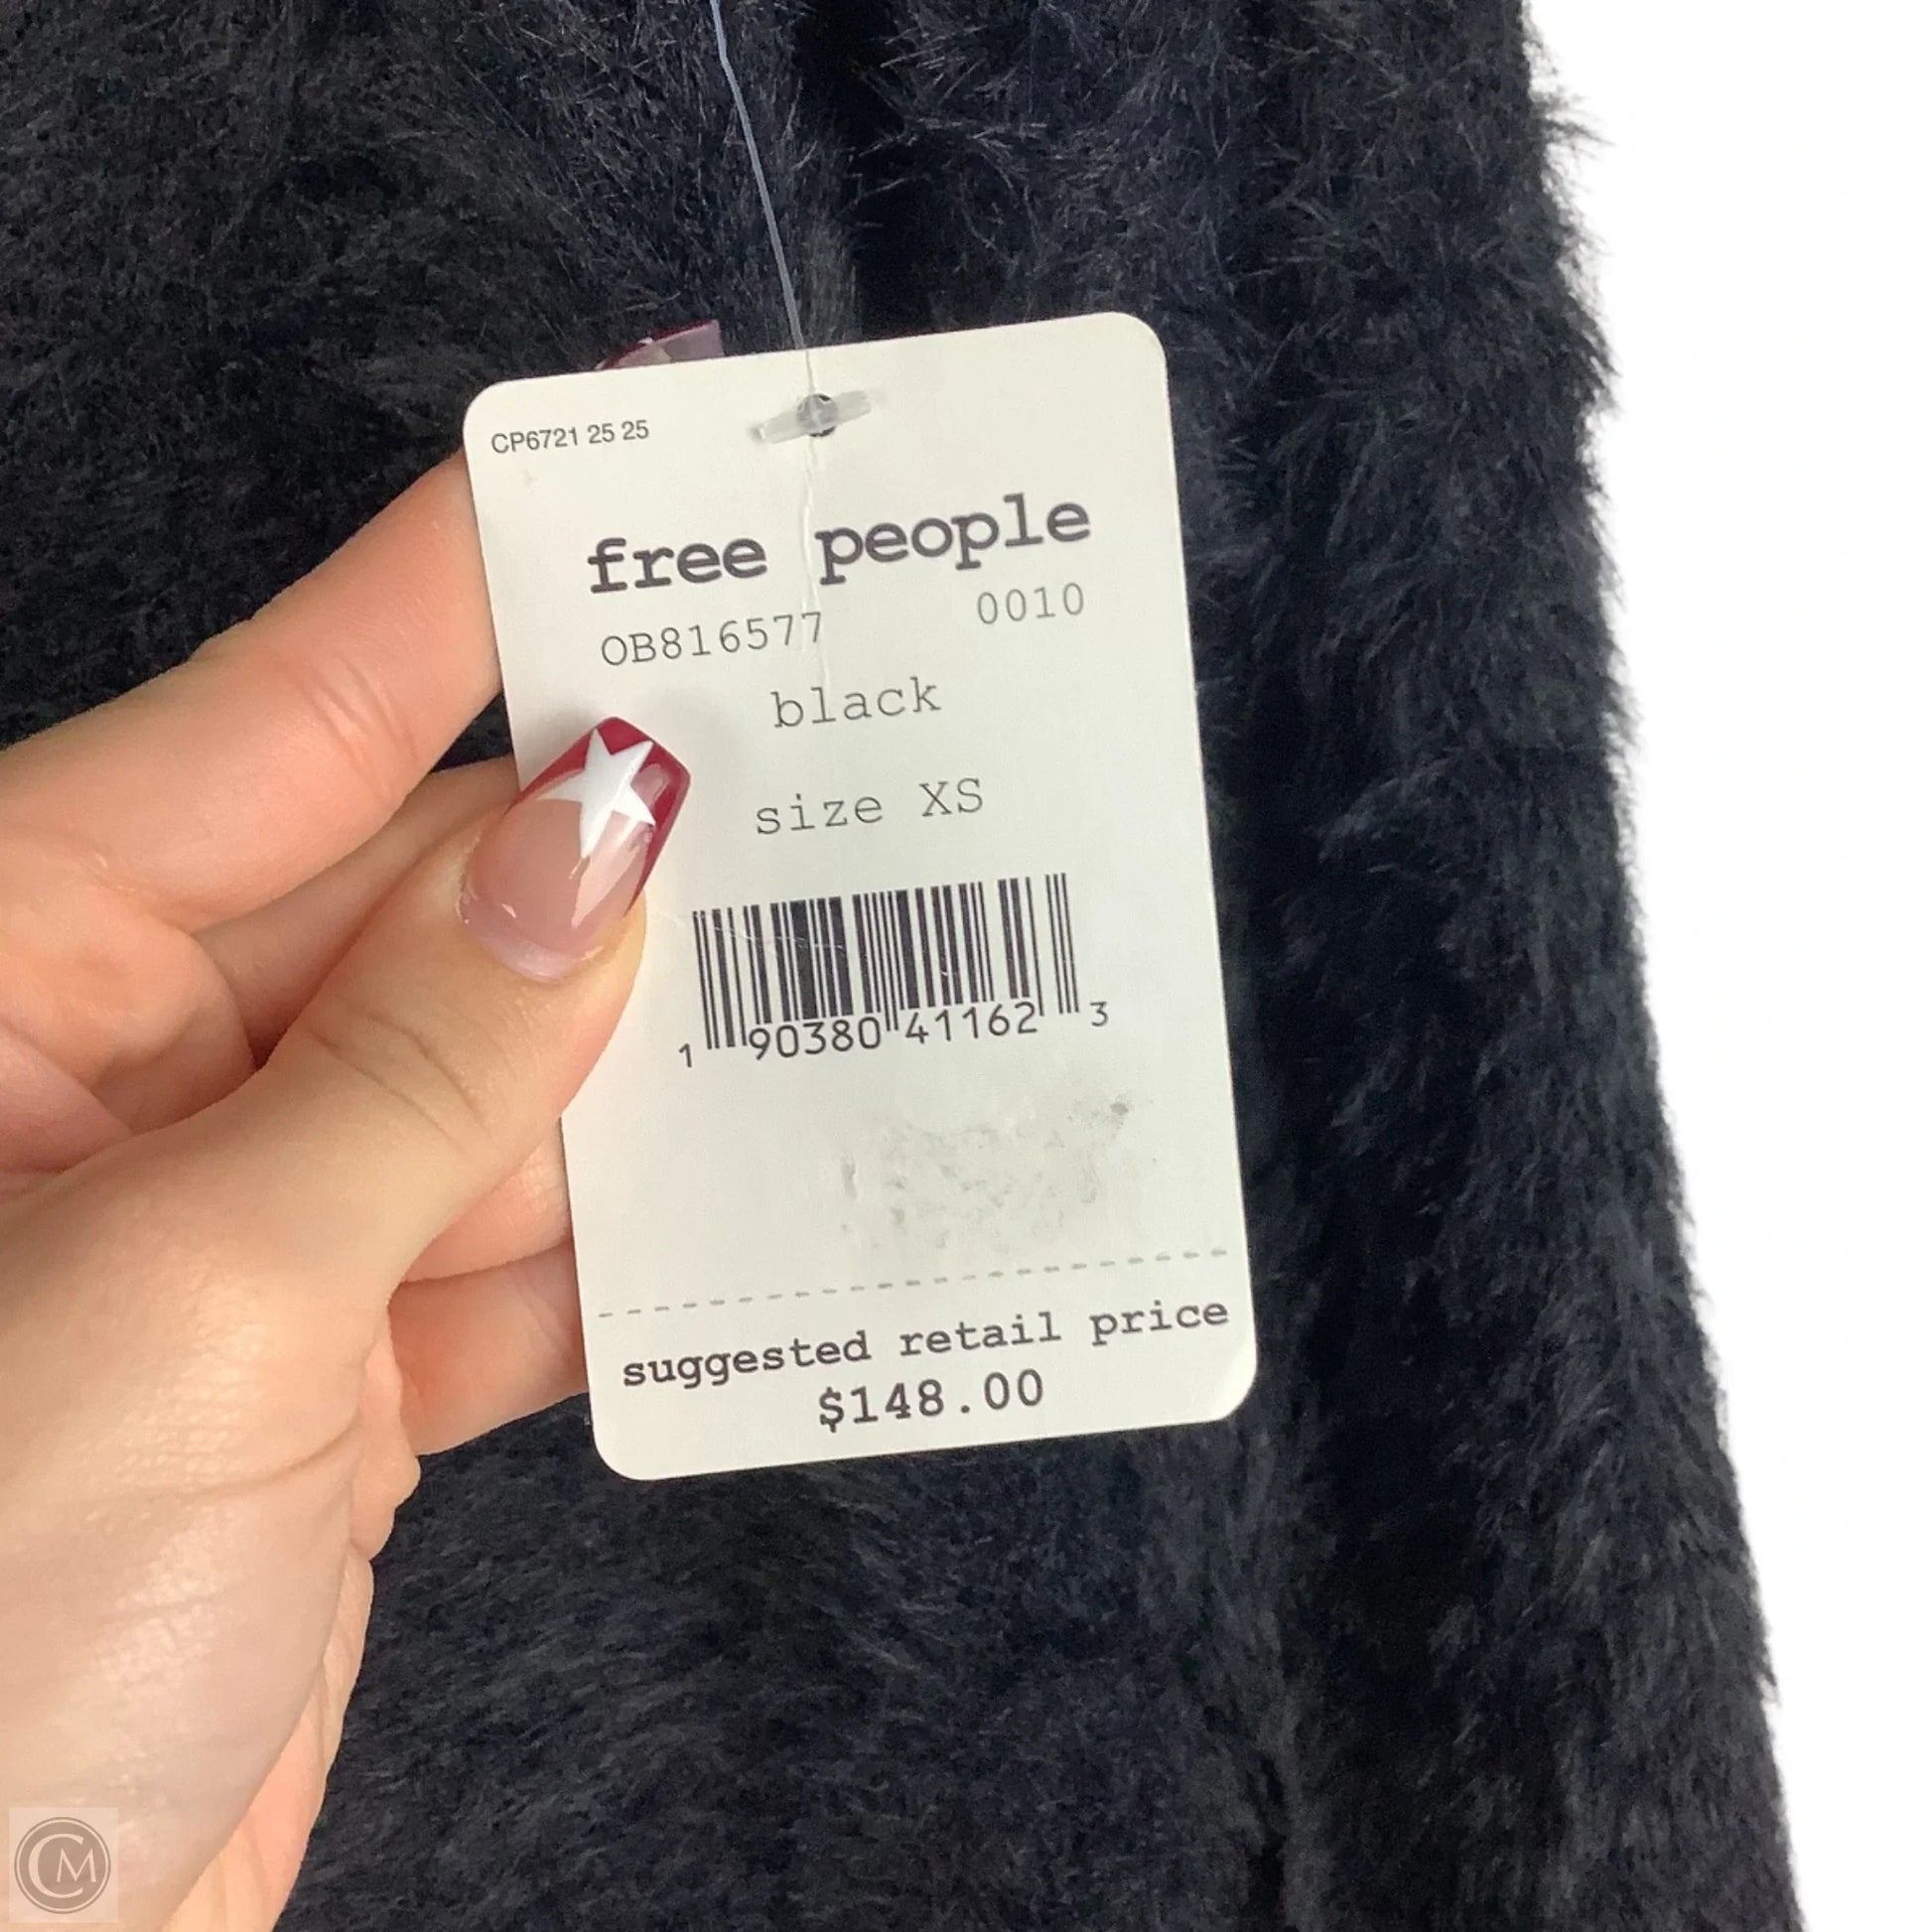 CP6721 25 25
free people
OB816577 0010
black
size XS
1 90380 41162 3
suggested retail price
$148.00
CM